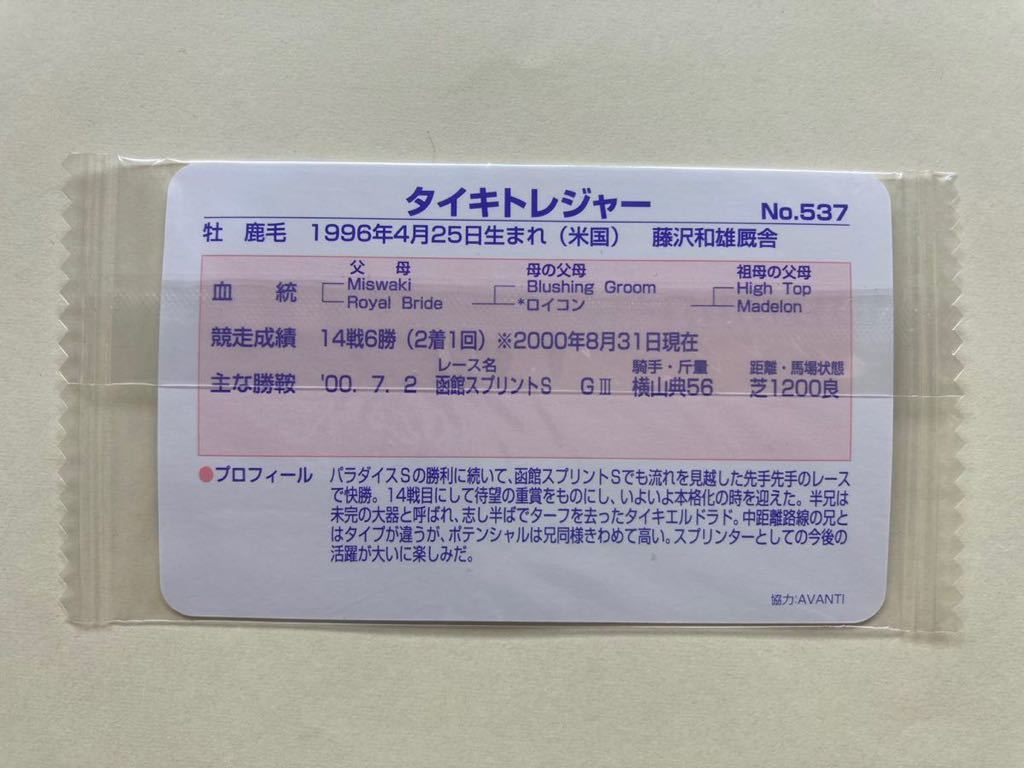 タイキトレジャー No.537
牡 鹿毛 1996年4月25日生まれ(米国) 藤沢和雄厩舎
父 母 母の父母 祖母の父母
血統 Miswaki Blushing Groom High Top
Royal Bride *ロイコン Madelon
競走成績 14戦6勝(2着1回)※2000年8月31日現在
レース名 騎手・斤量 距離・馬場状態
主な勝鞍 '00. 7. 2 函館スプリントS GⅢ 横山典56 芝1200良
●プロフィール パラダイスSの勝利に続いて、函館スプリントSでも流れを見越した先手先手のレース
で快勝。14戦目にして待望の重賞をものにし、いよいよ本格化の時を迎えた。半兄は
未完の大器と呼ばれ、志し半ばでターフを去ったタイキエルドラド。中距離路線の兄と
はタイプが違うが、ポテンシャルは兄同様きわめて高い。スプリンターとしての今後の
活躍が大いに楽しみだ。
協力:AVANTI